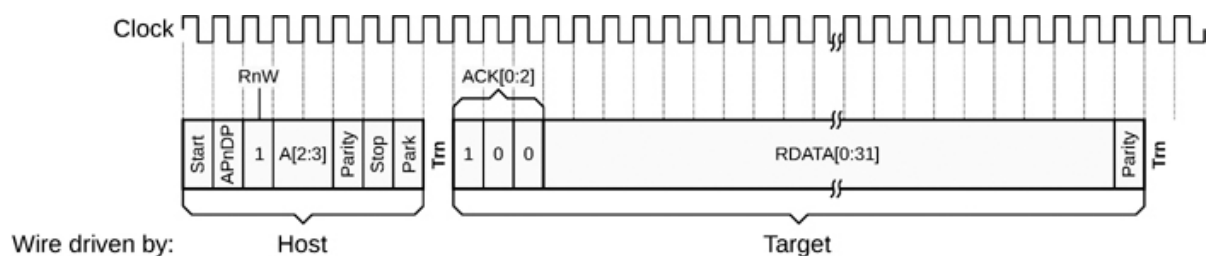 Clock
RnW
ACK[0:2]
Start APnDP 1 A[2:3] Parity Stop Park Trn 1 0 0 RDATA[0:31] Parity Trn
Wire driven by: Host Target